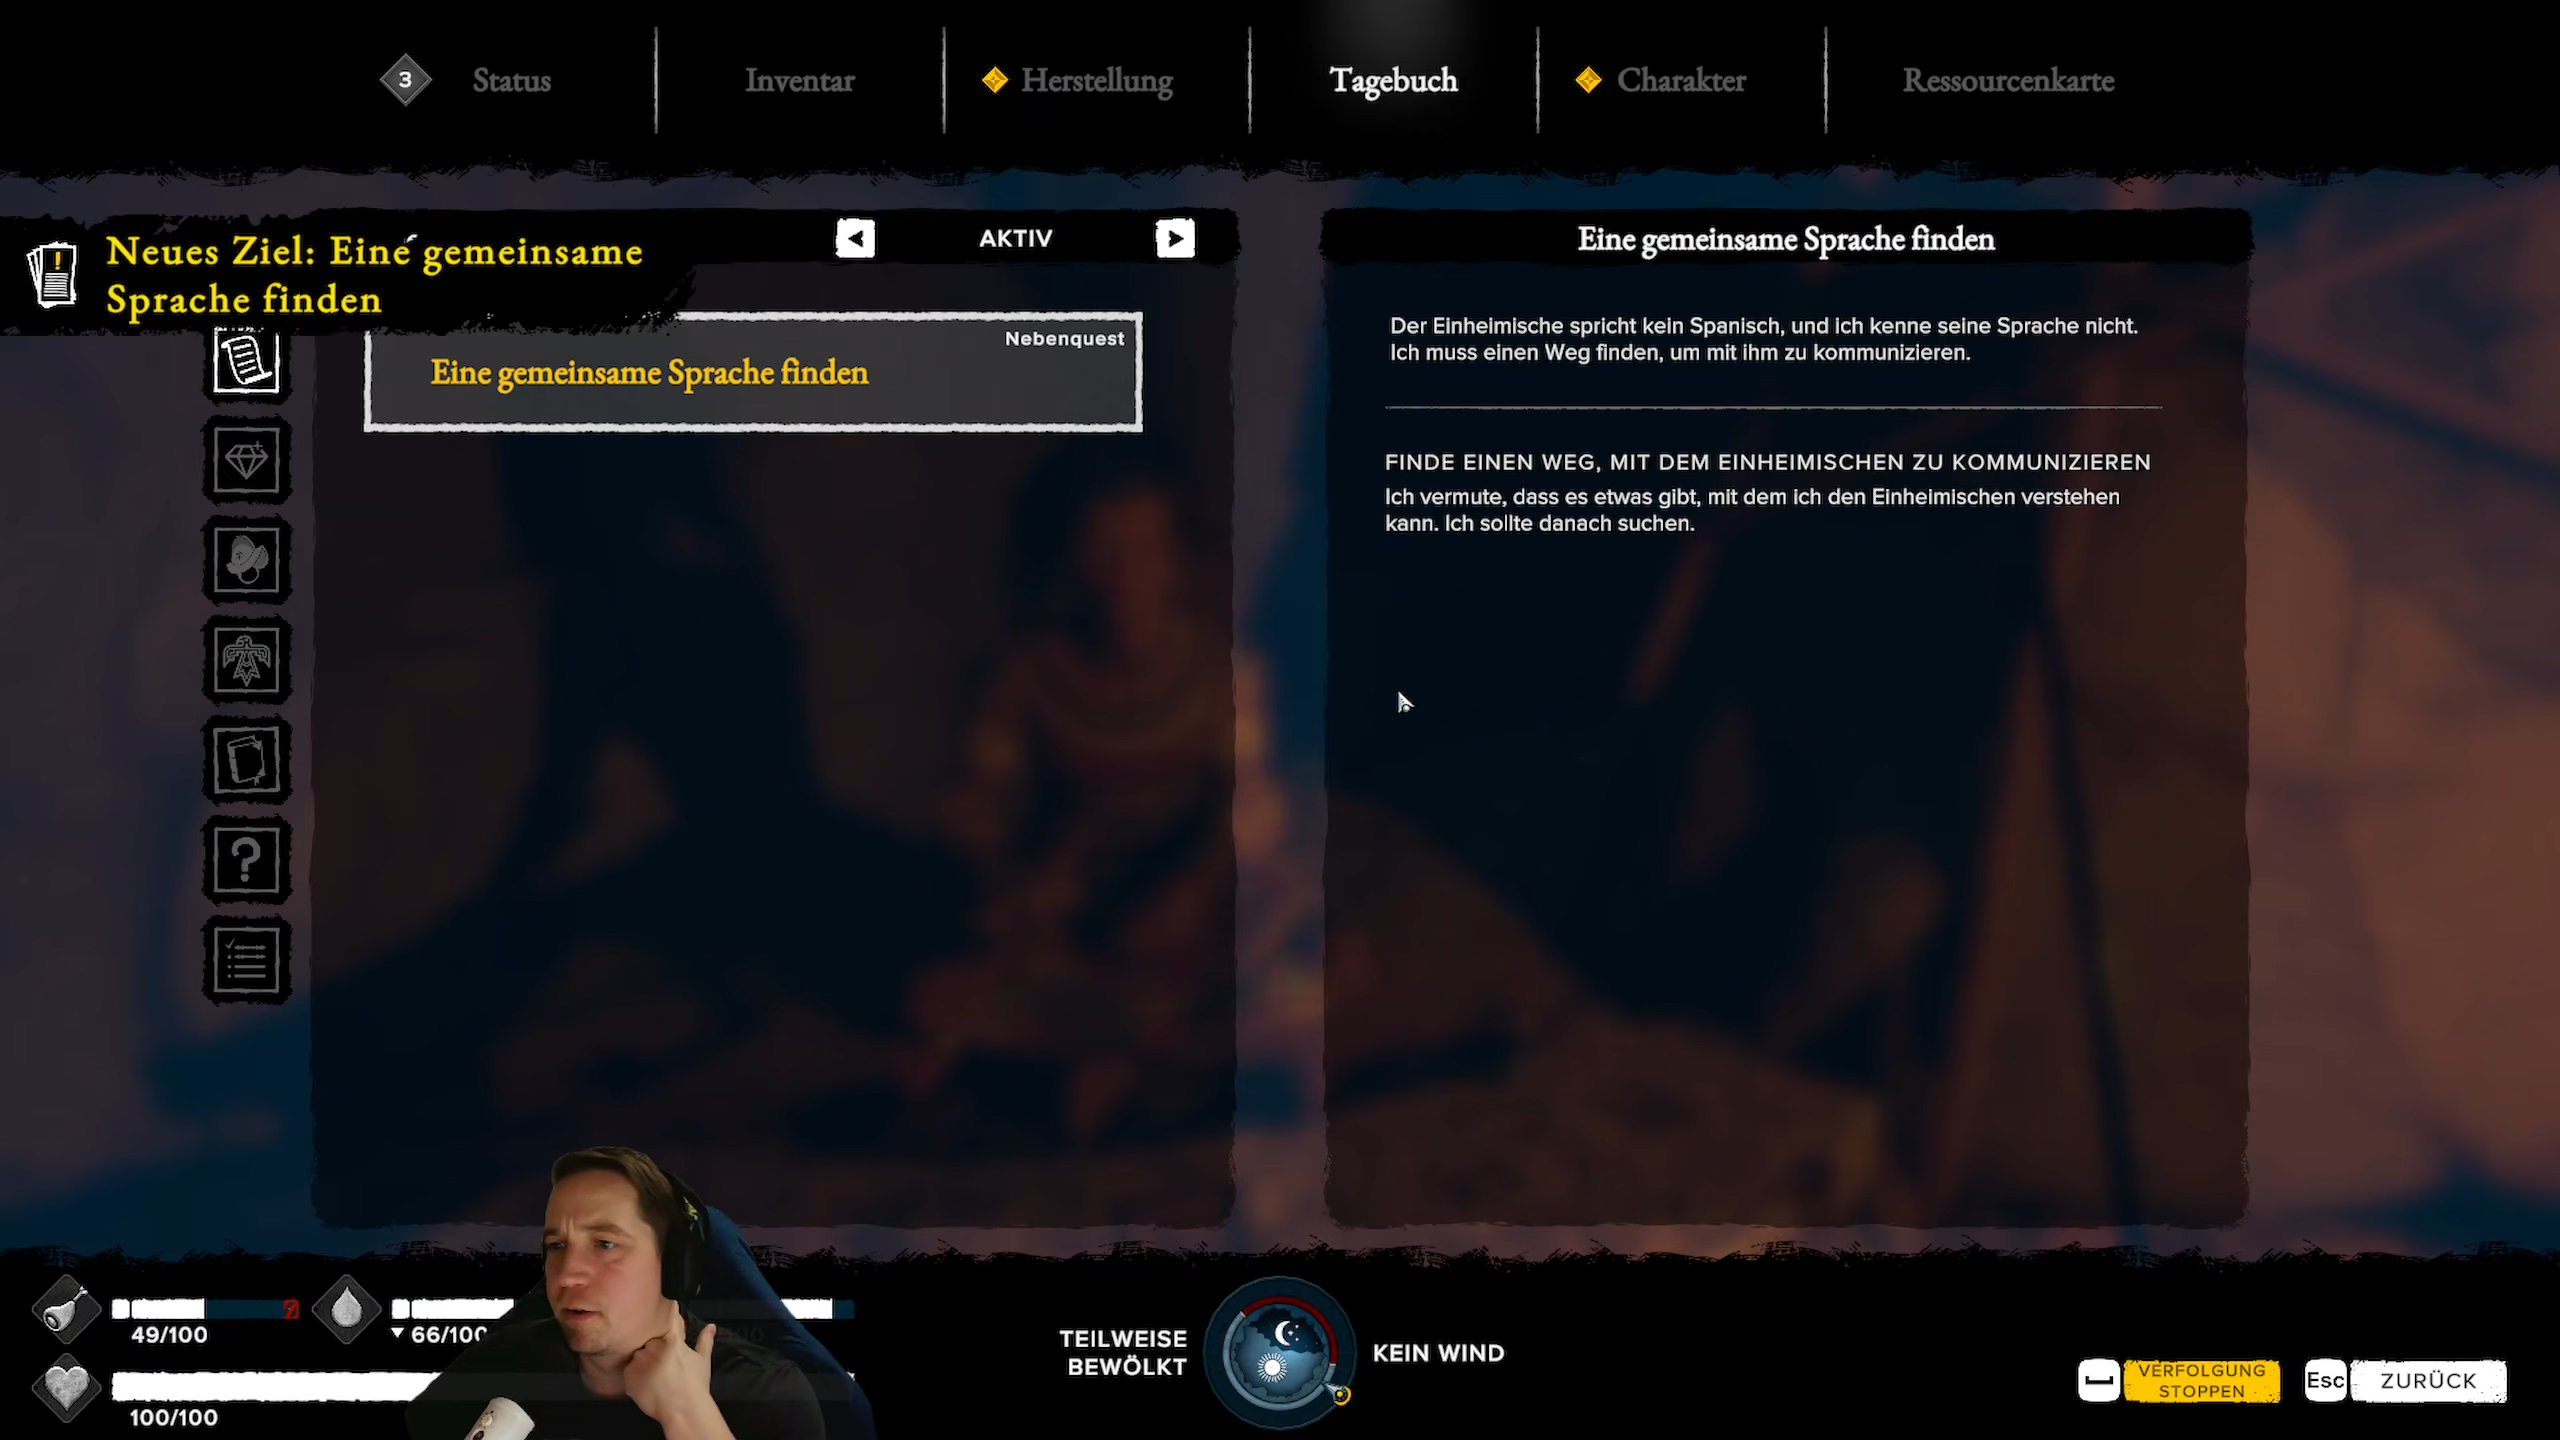 3
Status
Inventar
Herstellung
Tagebuch
Charakter
Ressourcenkarte
Neues Ziel: Eine gemeinsame
Sprache finden
AKTIV
Nebenquest
Eine gemeinsame Sprache finden
Eine gemeinsame Sprache finden
Der Einheimische spricht kein Spanisch, und ich kenne seine Sprache nicht.
Ich muss einen Weg finden, um mit ihm zu kommunizieren.
FINDE EINEN WEG, MIT DEM EINHEIMISCHEN ZU KOMMUNIZIEREN
Ich vermute, dass es etwas gibt, mit dem ich den Einheimischen verstehen
kann. Ich sollte danach suchen.
49/100
66/100
100/100
TEILWEISE
BEWÖLKT
KEIN WIND
VERFOLGUNG
STOPPEN
Esc
ZURÜCK